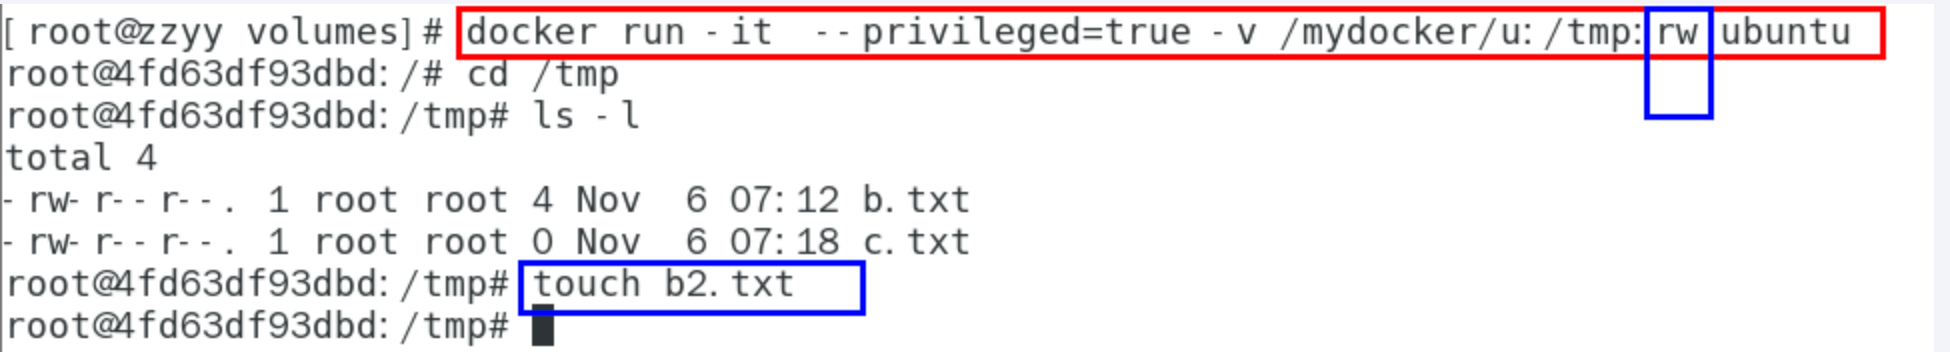 [root@zzyy volumes]# docker run -it  --privileged=true -v /mydocker/u:/tmp:rw ubuntu
root@4fd63df93dbd:/# cd /tmp
root@4fd63df93dbd:/tmp# ls -l
total 4
-rw-r--r--. 1 root root 4 Nov  6 07:12 b.txt
-rw-r--r--. 1 root root 0 Nov  6 07:18 c.txt
root@4fd63df93dbd:/tmp# touch b2.txt
root@4fd63df93dbd:/tmp#